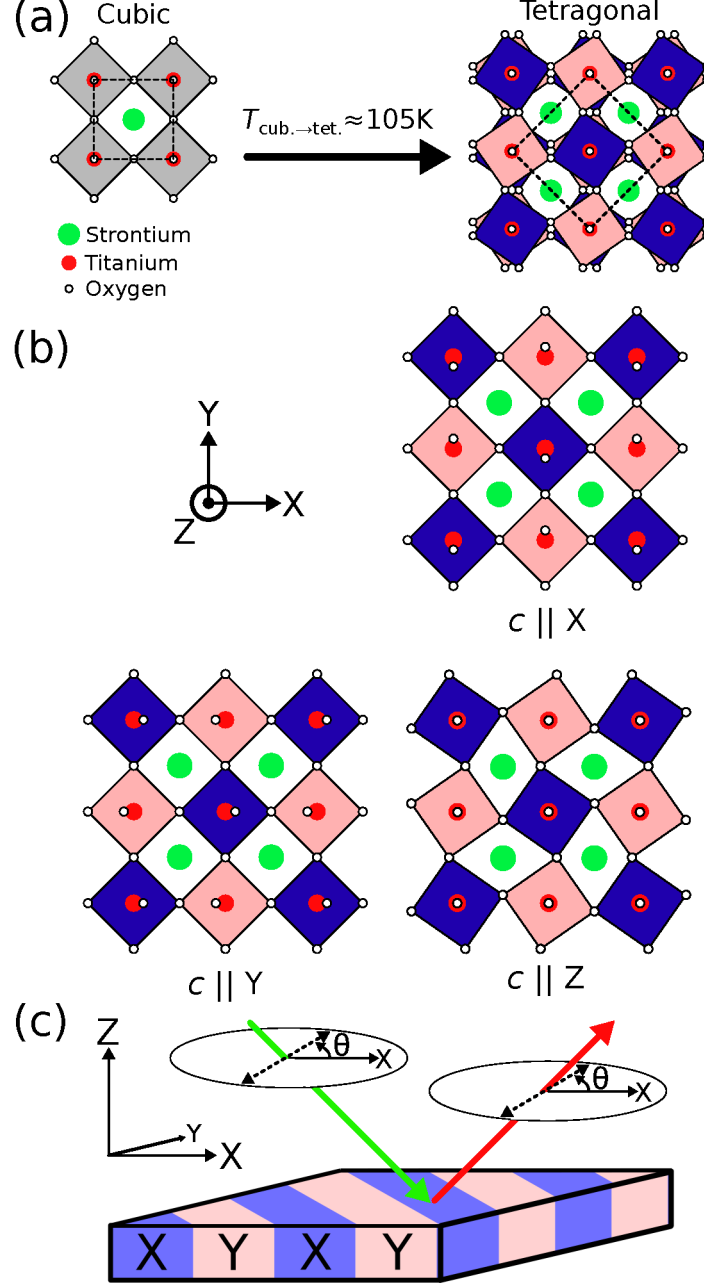 (a)
Cubic
Tetragonal
T_cub.→tet.≈105K
Strontium
Titanium
Oxygen
(b)
Y
X
Z
c || X
c || Y
c || Z
(c)
Z
Y
X
θ
X
θ
X
X Y X Y